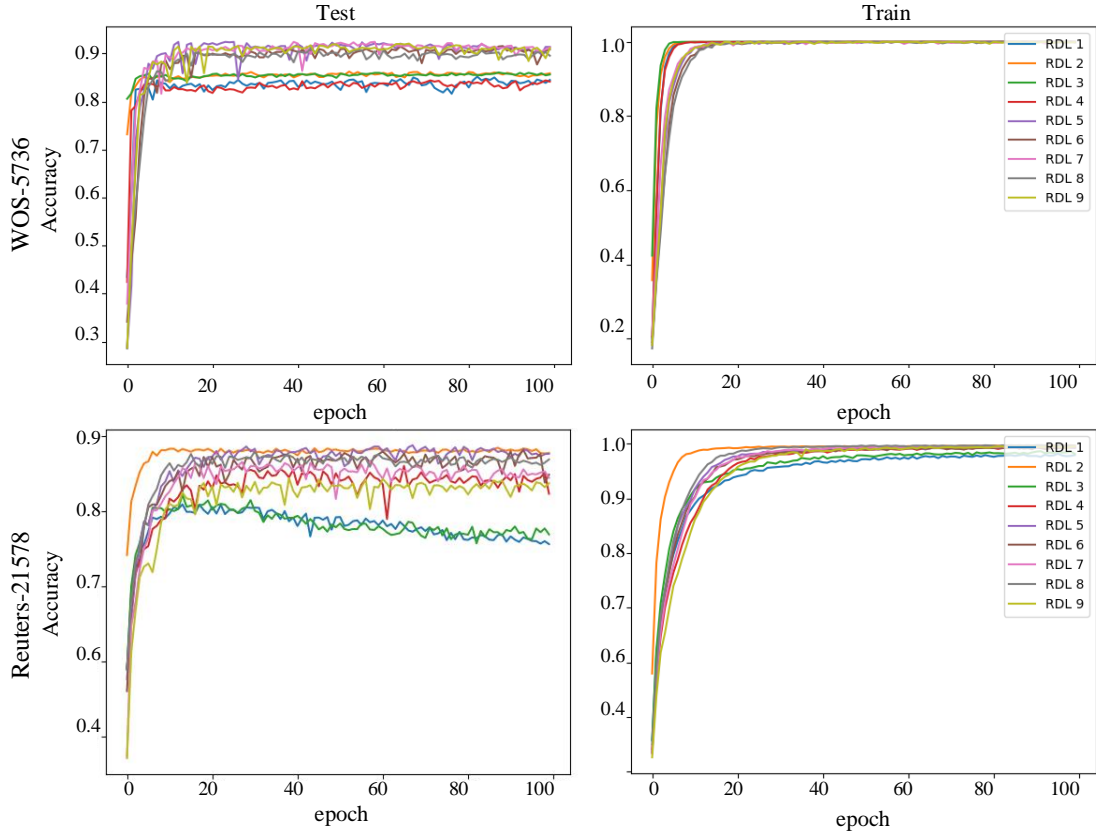 Test
Train
WOS-5736
Accuracy
0.9
0.8
0.7
0.6
0.5
0.4
0.3
0 20 40 60 80 100
epoch
1.0
0.8
0.6
0.4
0.2
0 20 40 60 80 100
epoch
RDL 1
RDL 2
RDL 3
RDL 4
RDL 5
RDL 6
RDL 7
RDL 8
RDL 9
Reuters-21578
Accuracy
0.9
0.8
0.7
0.6
0.4
0 20 40 60 80 100
epoch
1.0
0.9
0.8
0.7
0.6
0.4
0 20 40 60 80 100
epoch
RDL 1
RDL 2
RDL 3
RDL 4
RDL 5
RDL 6
RDL 7
RDL 8
RDL 9